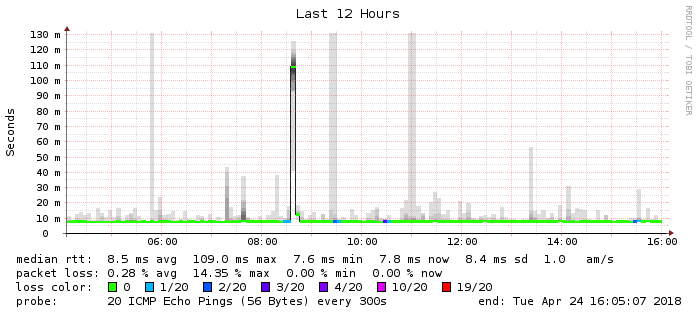 Last 12 Hours
RRDTOOL / TOBI OETIKER
Seconds
130 m
120 m
110 m
100 m
90 m
80 m
70 m
60 m
50 m
40 m
30 m
20 m
10 m
0
06:00 08:00 10:00 12:00 14:00 16:00
median rtt: 8.5 ms avg 109.0 ms max 7.6 ms min 7.8 ms now 8.4 ms sd 1.0 am/s
packet loss: 0.28 % avg 14.35 % max 0.00 % min 0.00 % now
loss color: 0 1/20 2/20 3/20 4/20 10/20 19/20
probe: 20 ICMP Echo Pings (56 Bytes) every 300s end: Tue Apr 24 16:05:07 2018